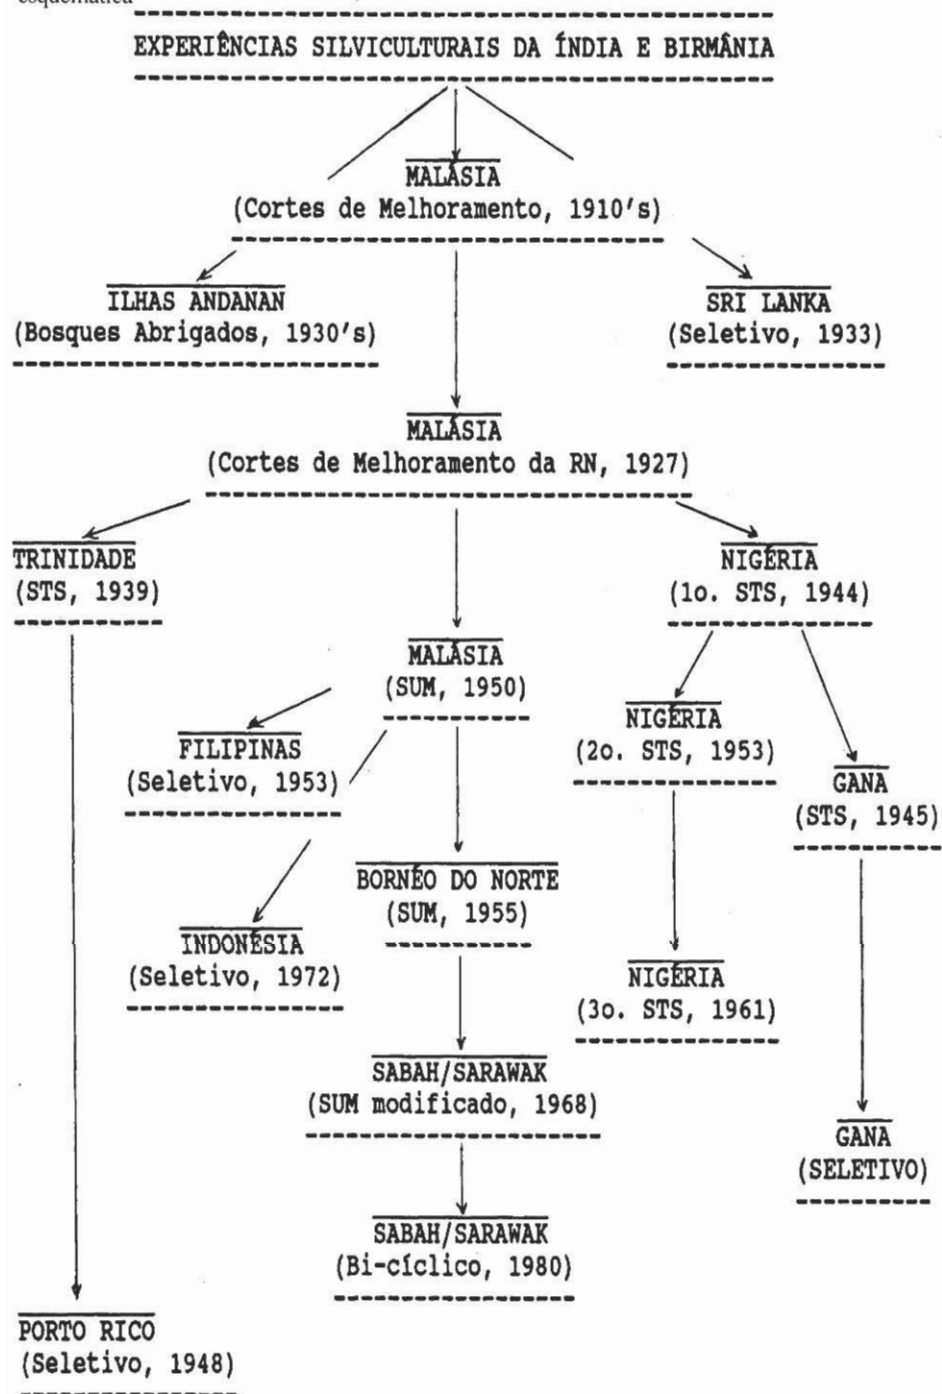 esquemática
EXPERIÊNCIAS SILVICULTURAIS DA ÍNDIA E BIRMÂNIA
MALÁSIA
(Cortes de Melhoramento, 1910's)
ILHAS ANDANAN
(Bosques Abrigados, 1930's)
SRI LANKA
(Seletivo, 1933)
MALÁSIA
(Cortes de Melhoramento da RN, 1927)
TRINIDADE
(STS, 1939)
NIGÉRIA
(1o. STS, 1944)
MALÁSIA
(SUM, 1950)
NIGÉRIA
(2o. STS, 1953)
FILIPINAS
(Seletivo, 1953)
GANA
(STS, 1945)
BORNÉO DO NORTE
(SUM, 1955)
INDONÉSIA
(Seletivo, 1972)
NIGÉRIA
(3o. STS, 1961)
SABAH/SARAWAK
(SUM modificado, 1968)
GANA
(SELETIVO)
SABAH/SARAWAK
(Bi-cíclico, 1980)
PORTO RICO
(Seletivo, 1948)